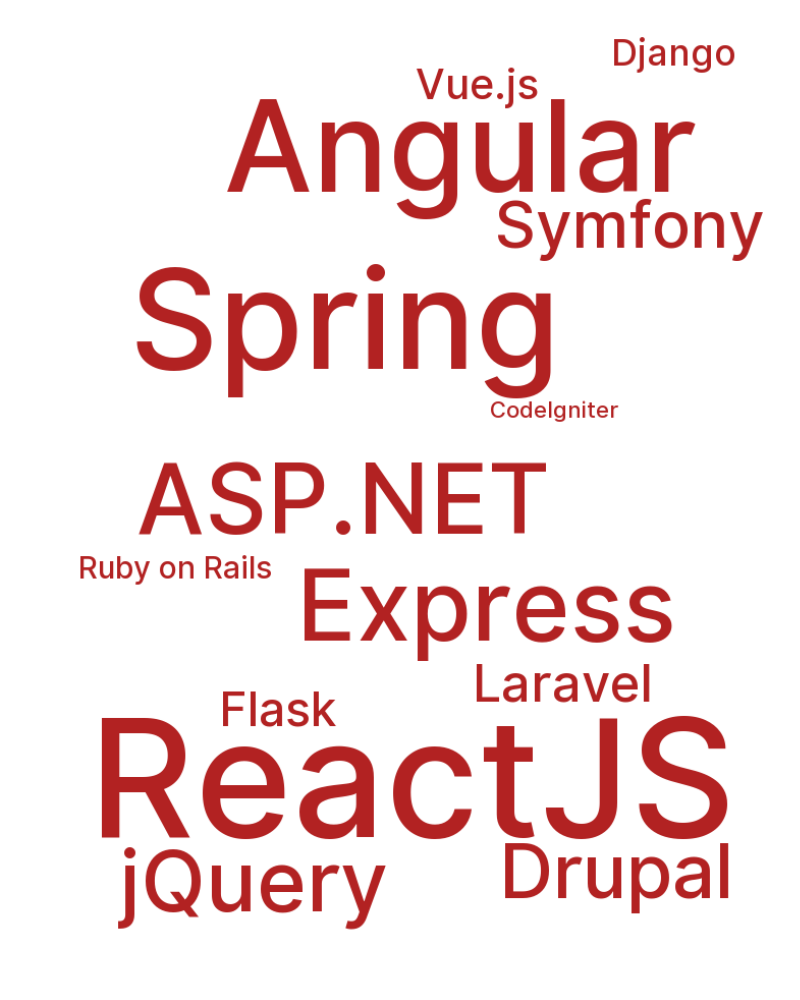 Django
Vue.js
Angular
Symfony
Spring
CodeIgniter
ASP.NET
Ruby on Rails
Express
Laravel
Flask
ReactJS
jQuery
Drupal